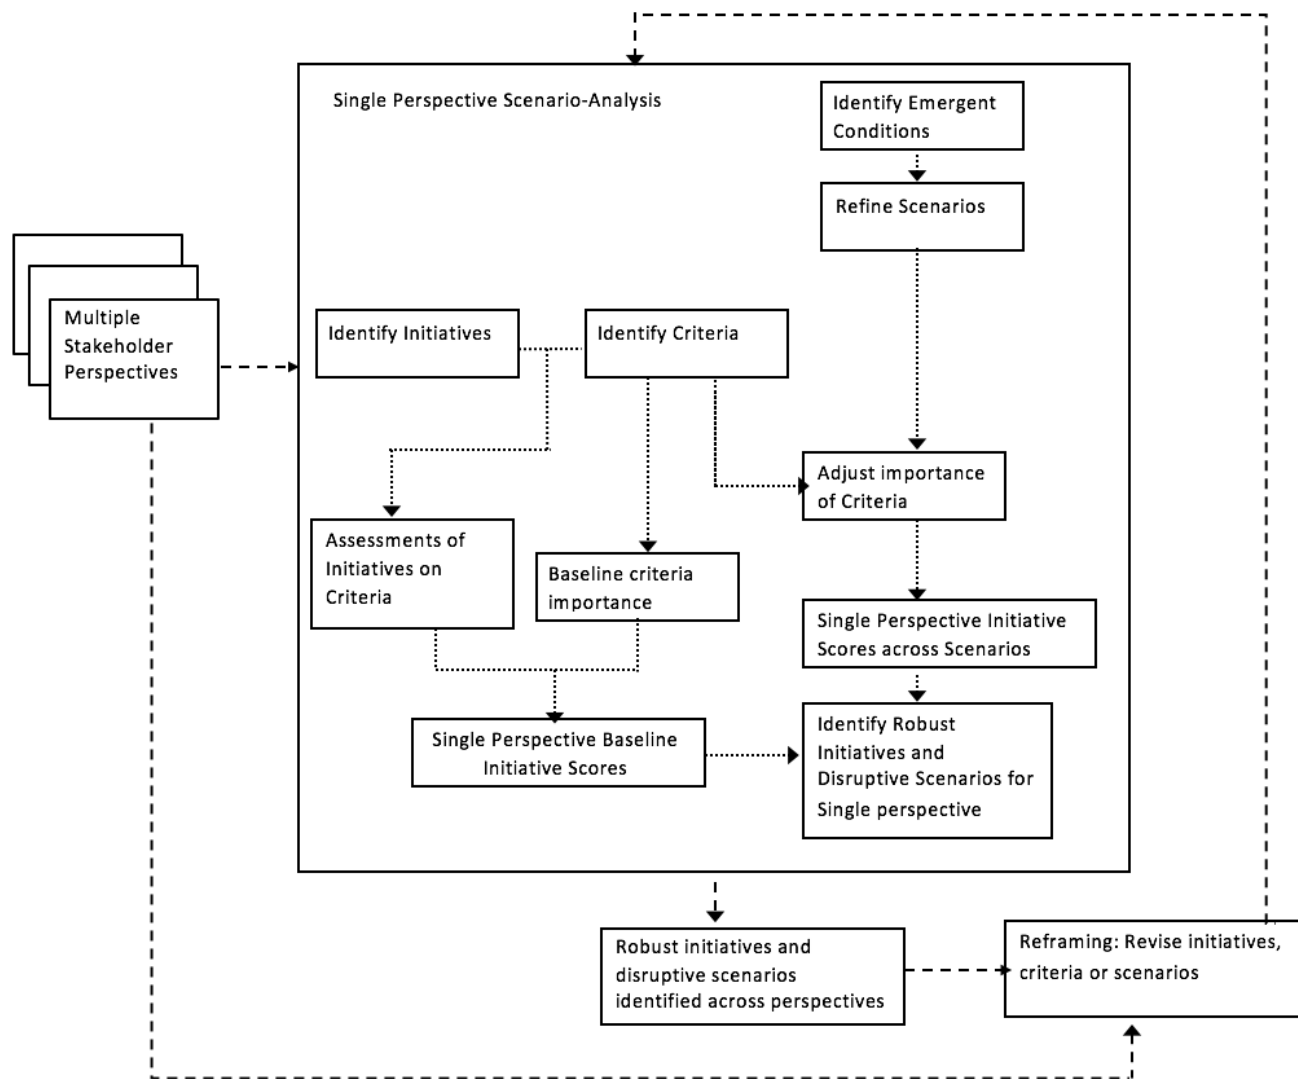 Single Perspective Scenario-Analysis
Identify Emergent
Conditions
Refine Scenarios
Multiple
Stakeholder
Perspectives
Identify Initiatives
Identify Criteria
Adjust importance
of Criteria
Assessments of
Initiatives on
Criteria
Baseline criteria
importance
Single Perspective Initiative
Scores across Scenarios
Single Perspective Baseline
Initiative Scores
Identify Robust
Initiatives and
Disruptive Scenarios for
Single perspective
Robust initiatives and
disruptive scenarios
identified across perspectives
Reframing: Revise initiatives,
criteria or scenarios